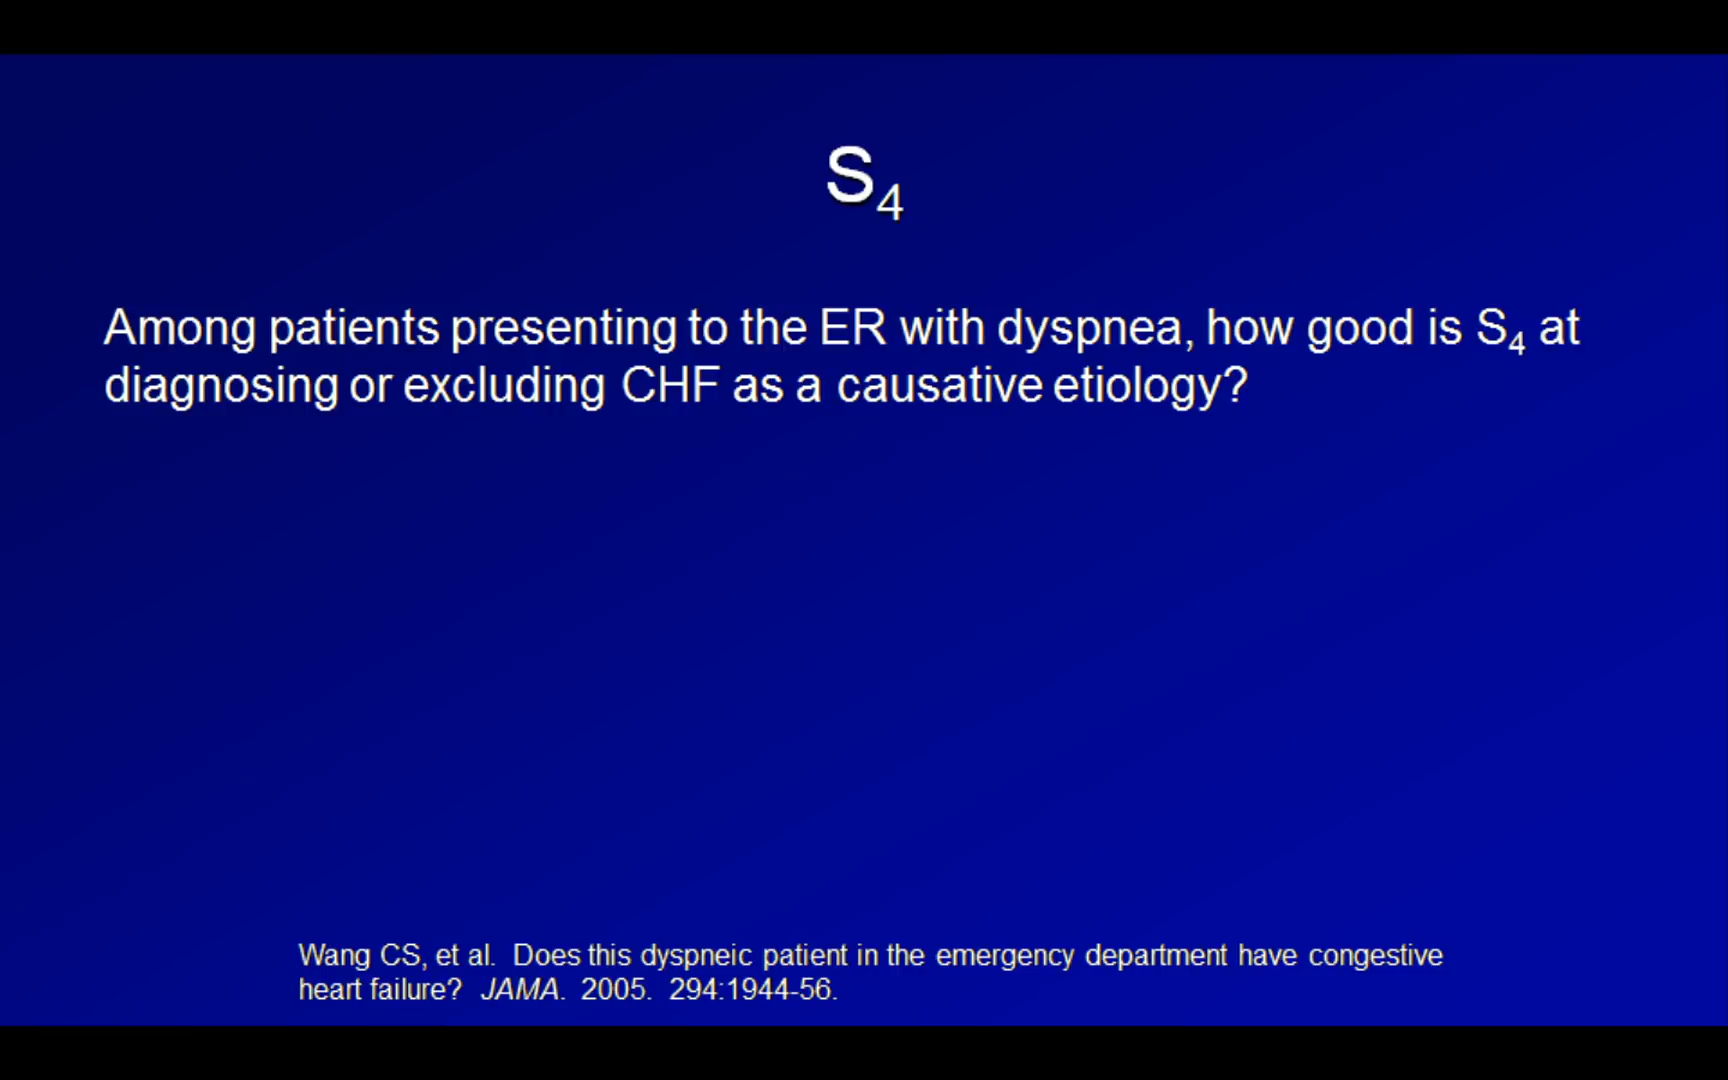 S₄
Among patients presenting to the ER with dyspnea, how good is S₄ at
diagnosing or excluding CHF as a causative etiology?
Wang CS, et al. Does this dyspneic patient in the emergency department have congestive
heart failure? JAMA. 2005. 294:1944-56.